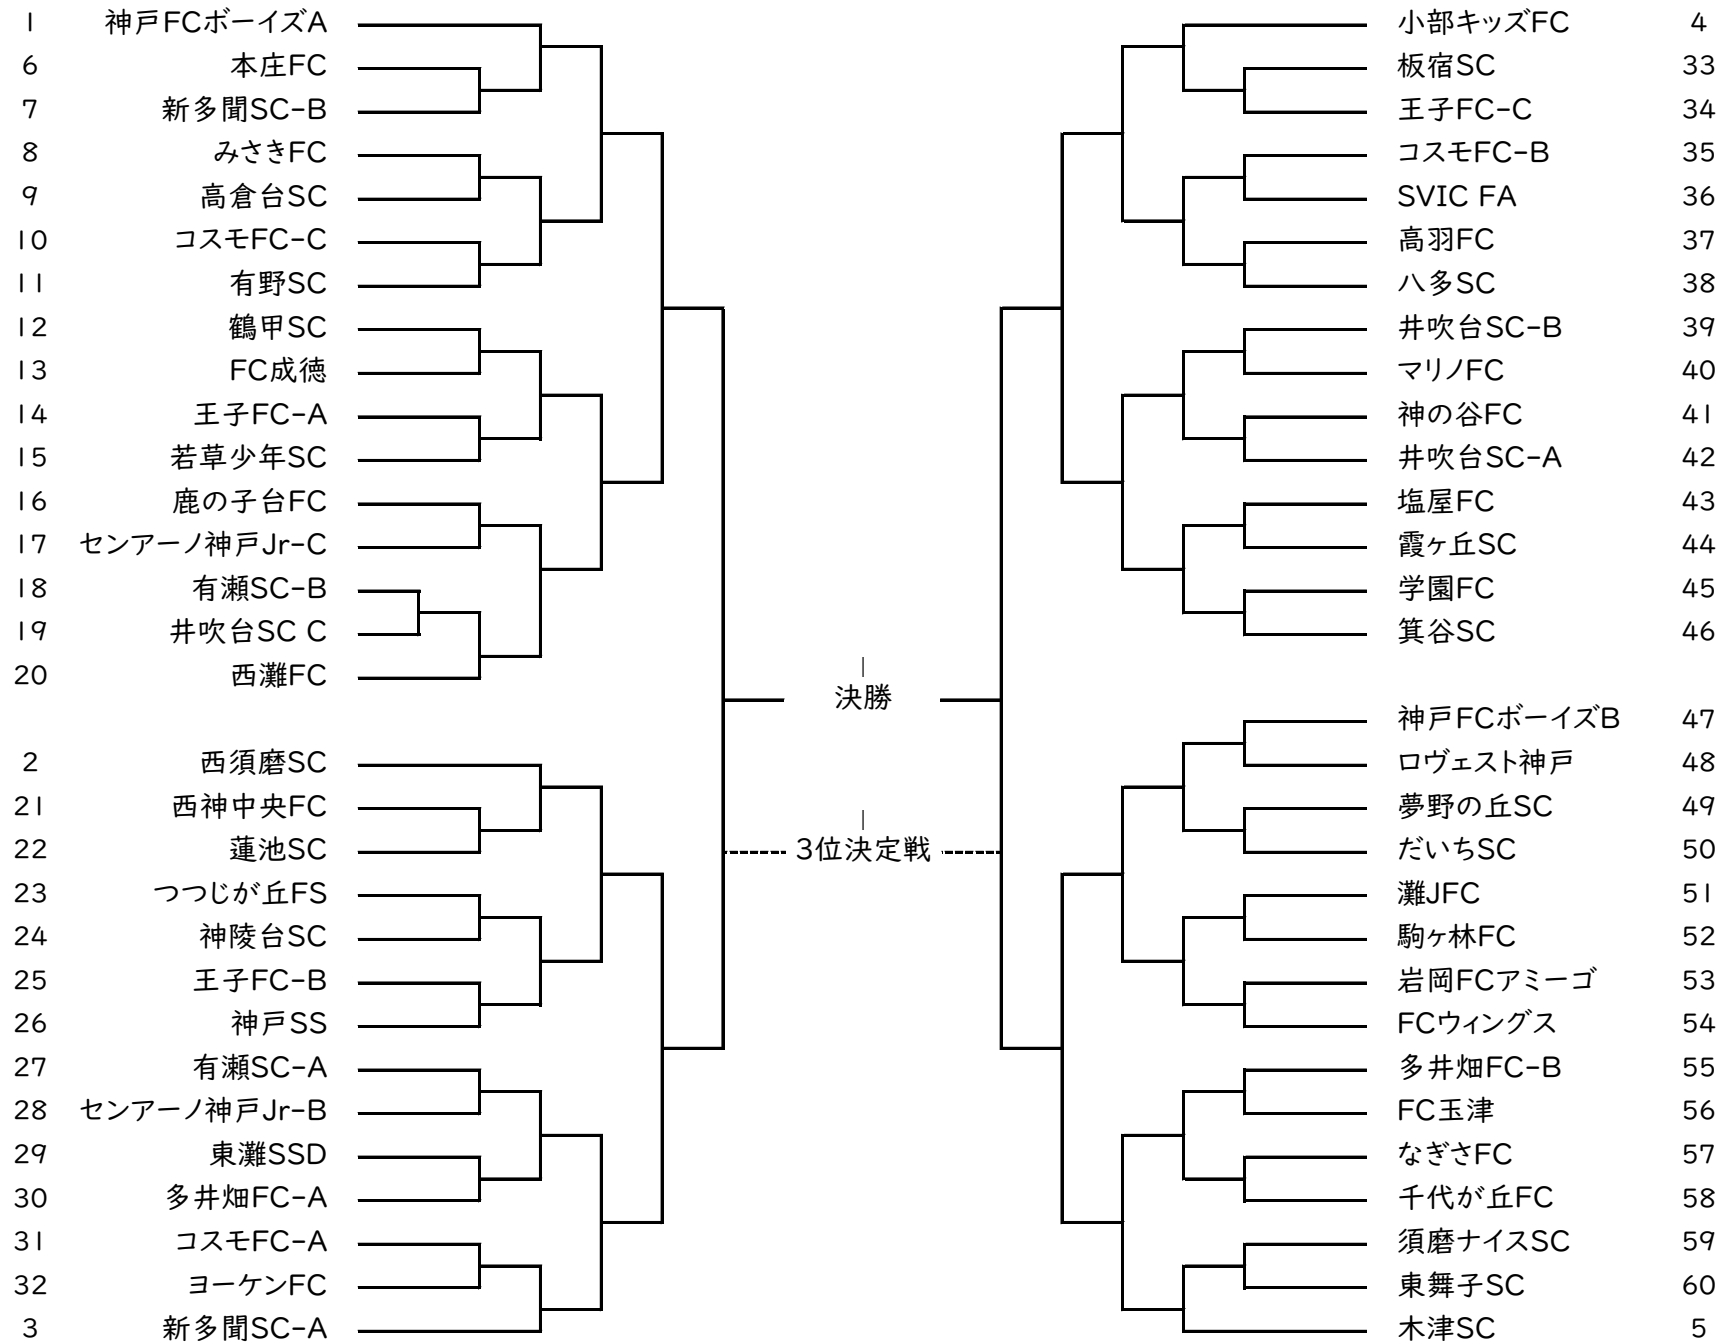 1 神戸FCボーイズA
6 本庄FC
7 新多聞SC-B
8 みさきFC
9 高倉台SC
10 コスモFC-C
11 有野SC
12 鶴甲SC
13 FC成徳
14 王子FC-A
15 若草少年SC
16 鹿の子台FC
17 センアーノ神戸Jr-C
18 有瀬SC-B
19 井吹台SC C
20 西灘FC
2 西須磨SC
21 西神中央FC
22 蓮池SC
23 つつじが丘FS
24 神陵台SC
25 王子FC-B
26 神戸SS
27 有瀬SC-A
28 センアーノ神戸Jr-B
29 東灘SSD
30 多井畑FC-A
31 コスモFC-A
32 ヨーケンFC
3 新多聞SC-A
|
決勝
|
3位決定戦
小部キッズFC 4
板宿SC 33
王子FC-C 34
コスモFC-B 35
SVIC FA 36
高羽FC 37
八多SC 38
井吹台SC-B 39
マリノFC 40
神の谷FC 41
井吹台SC-A 42
塩屋FC 43
霞ヶ丘SC 44
学園FC 45
箕谷SC 46
神戸FCボーイズB 47
ロヴェスト神戸 48
夢野の丘SC 49
だいちSC 50
灘JFC 51
駒ヶ林FC 52
岩岡FCアミーゴ 53
FCウィングス 54
多井畑FC-B 55
FC玉津 56
なぎさFC 57
千代が丘FC 58
須磨ナイスSC 59
東舞子SC 60
木津SC 5